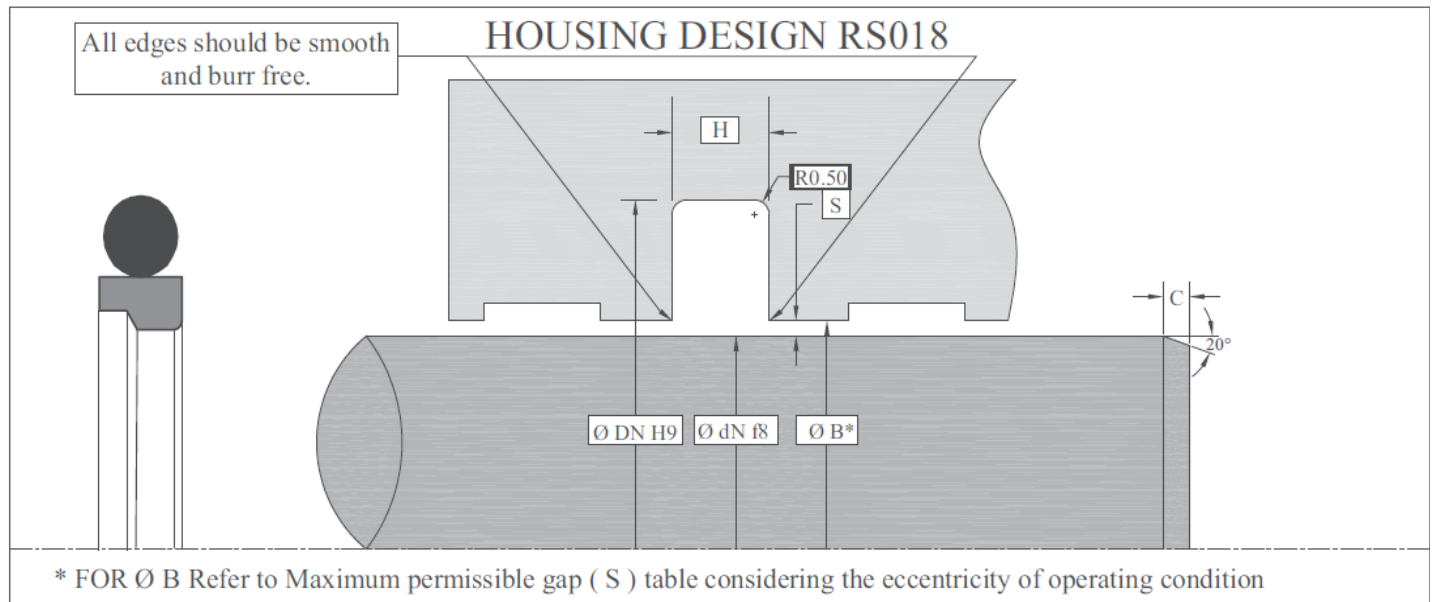 HOUSING DESIGN RS018
All edges should be smooth
and burr free.
H
R0.50
S
C
20°
Ø DN H9
Ø dN f8
Ø B*
* FOR Ø B Refer to Maximum permissible gap ( S ) table considering the eccentricity of operating condition